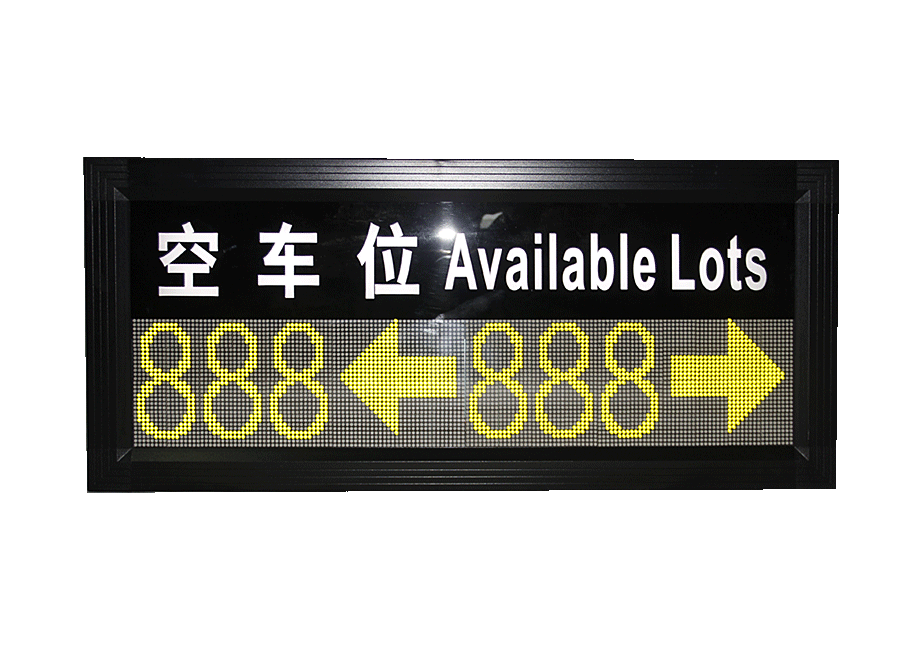 空车位 Available Lots
888 ← 888 →